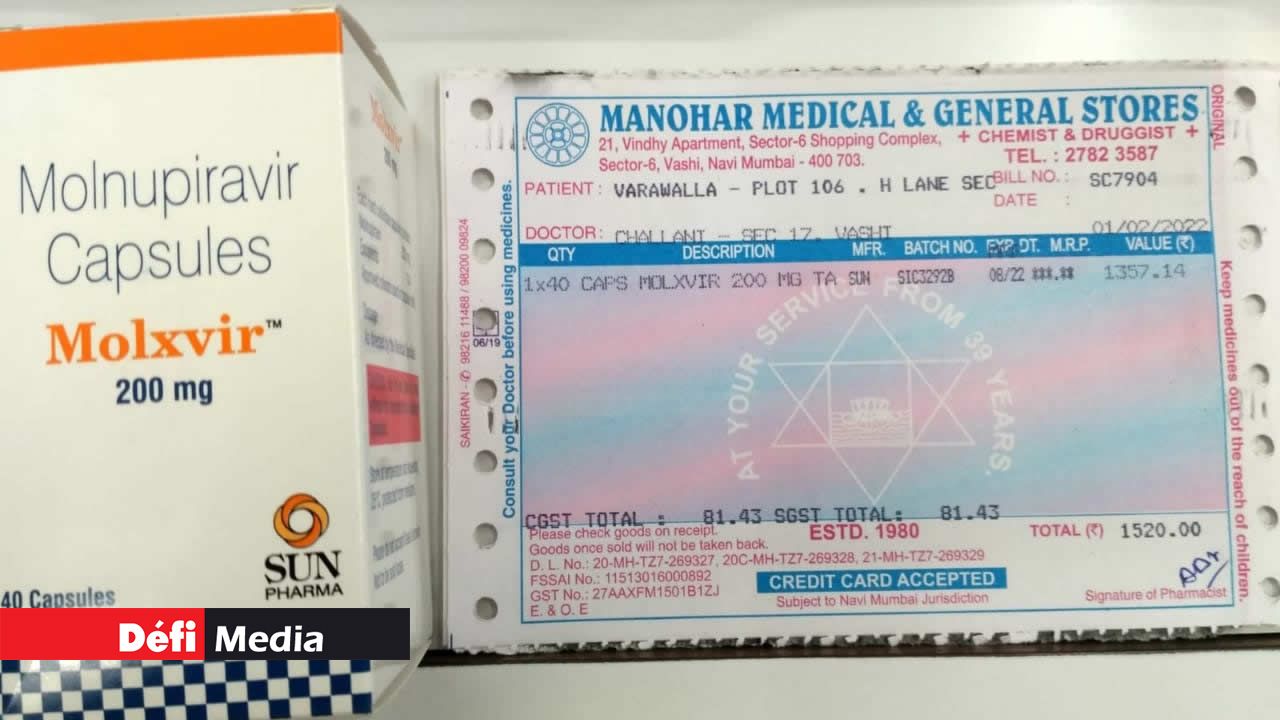 Molnupiravir
Capsules
Molxvir™
200 mg
SUN
PHARMA
40 Capsules
Défi Media
Molxvir
200 mg
MANOHAR MEDICAL & GENERAL STORES
21, Vindhy Apartment, Sector-6 Shopping Complex,
Sector-6, Vashi, Navi Mumbai - 400 703.
+ CHEMIST & DRUGGIST +
TEL. : 2782 3587
ORIGINAL
PATIENT : VARAWALLA - PLOT 106 . H LANE SEC
BILL NO. : SC7904
DATE : 01/02/2022
DOCTOR : CHALLANI - SEC 17. VASHI
QTY DESCRIPTION MFR. BATCH NO. EXP. DT. M.R.P. VALUE (₹)
1x40 CAPS MOLXVIR 200 MG TA SUN SIC3292B 08/22 ***.** 1357.14
AT YOUR SERVICE FROM 39 YEARS.
CGST TOTAL : 81.43 SGST TOTAL: 81.43
Please check goods on receipt.
Goods once sold will not be taken back.
ESTD. 1980
TOTAL (₹) 1520.00
D. L. No.: 20-MH-TZ7-269327, 20C-MH-TZ7-269328, 21-MH-TZ7-269329
FSSAI No.: 11513016000892
GST No.: 27AAXFM1501B1ZJ
E. & O. E
CREDIT CARD ACCEPTED
Subject to Navi Mumbai Jurisdiction
Signature of Pharmacist
SAIKIRAN - ✆ 98216 11488 / 98200 09824
06/19
Consult your Doctor before using medicines.
Keep medicines out of the reach of children.